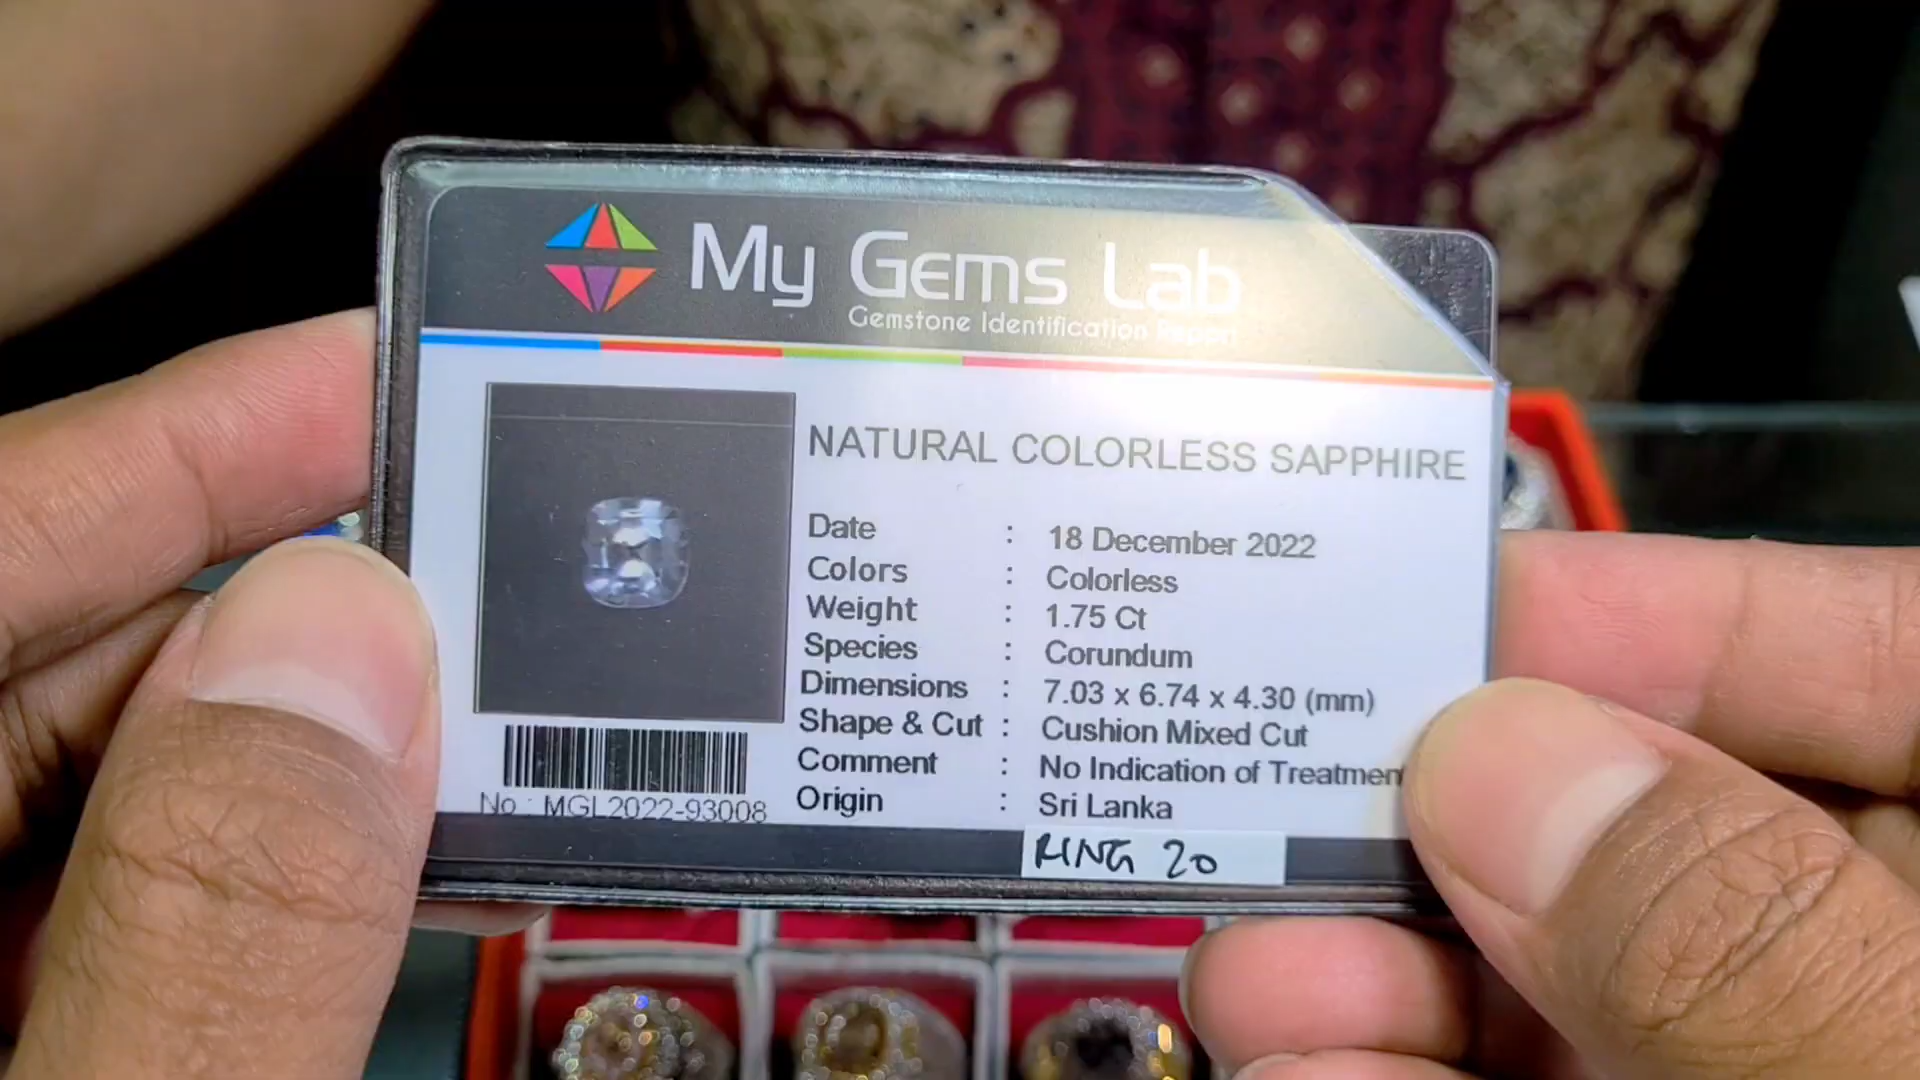 My Gems Lab
Gemstone Identification Report
NATURAL COLORLESS SAPPHIRE
Date : 18 December 2022
Colors : Colorless
Weight : 1.75 Ct
Species : Corundum
Dimensions : 7.03 x 6.74 x 4.30 (mm)
Shape & Cut : Cushion Mixed Cut
Comment : No Indication of Treatmen
Origin : Sri Lanka
No : MGL2022-93008
RING 20